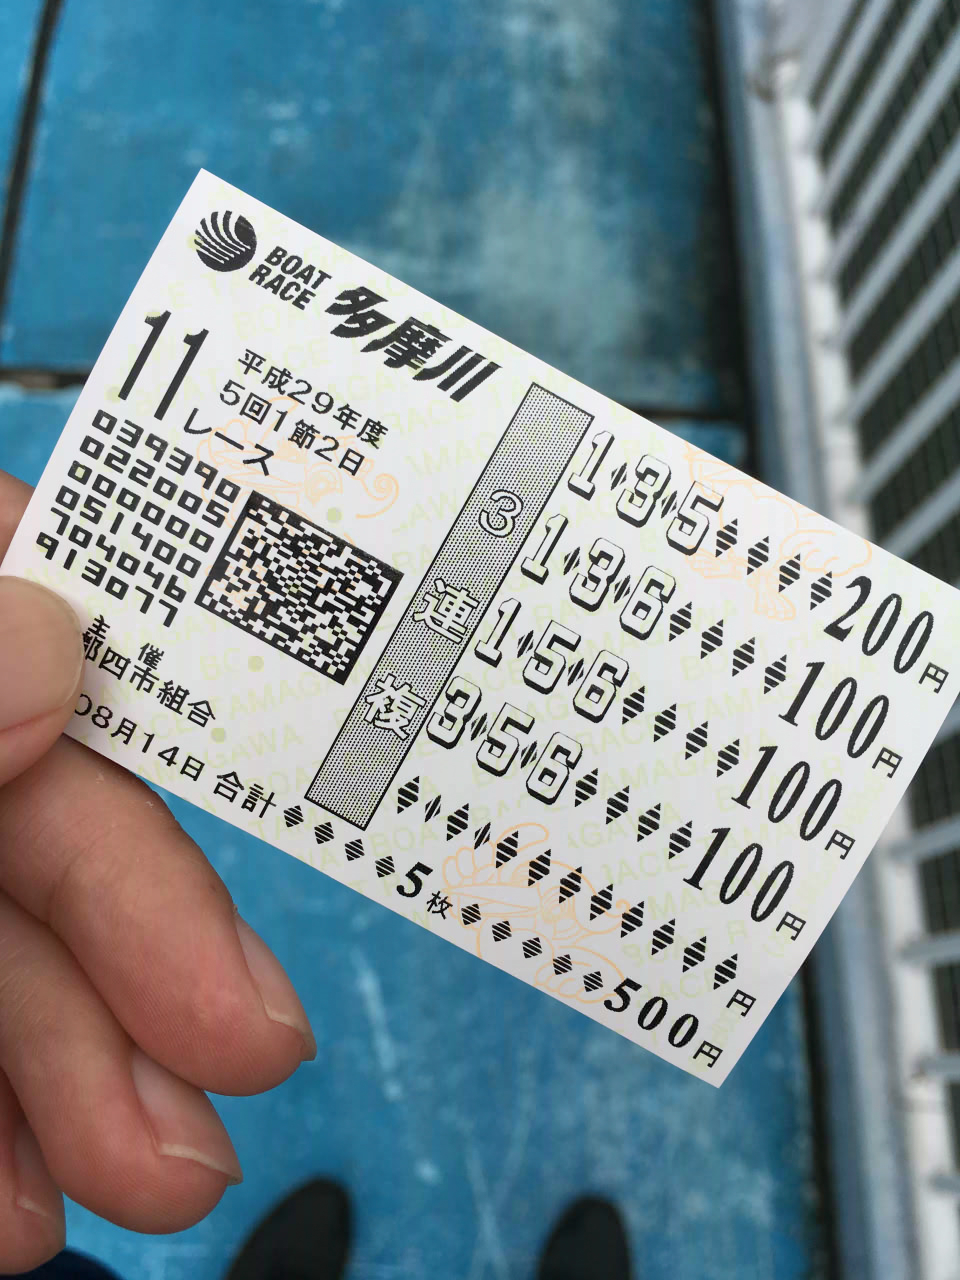 BOAT
RACE
多摩川
11
レース
平成29年度
5回1節2日
039390
022005
000000
051400
704046
913077
主 催
都四市組合
08月14日
3連複
1♦3♦5♦♦♦♦200円
1♦3♦6♦♦♦♦100円
1♦5♦6♦♦♦♦100円
3♦5♦6♦♦♦♦100円
円
合計♦♦♦♦5枚♦♦♦♦♦500円